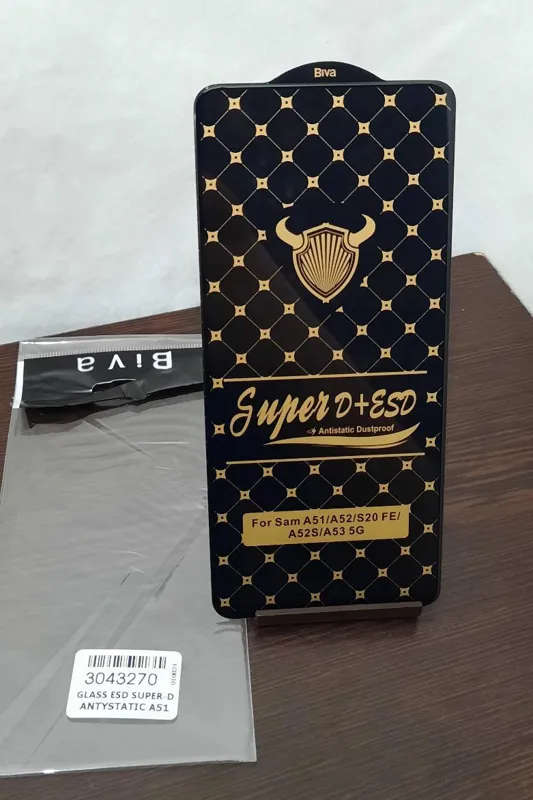 Biva
Super D+ESD
Antistatic Dustproof
For Sam A51/A52/S20 FE/
A52S/A53 5G
Biva
3043270
GLASS ESD SUPER-D
ANTYSTATIC A51